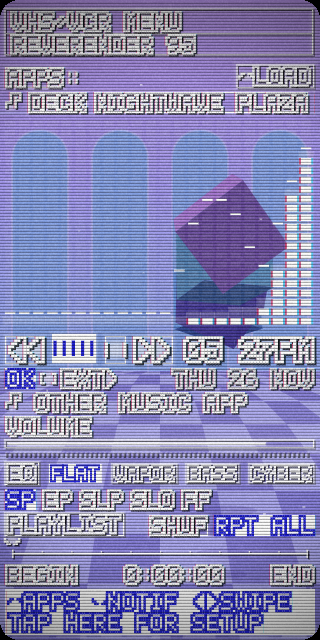 VHS/VCR MENU
REWERENDER '95
APPS:: LOAD
DECK NIGHTWAVE PLAZA
05 27PM
OK EXT THU 26 NOV
OTHER MUSIC APP
VOLUME
EQ FLAT VAPOR BASS CYBER
SP EP SLP SLO FF
PLAYLIST SHUF RPT ALL
BEGIN 0:00:00 END
APPS NOTIF SWIPE
TAP HERE FOR SETUP